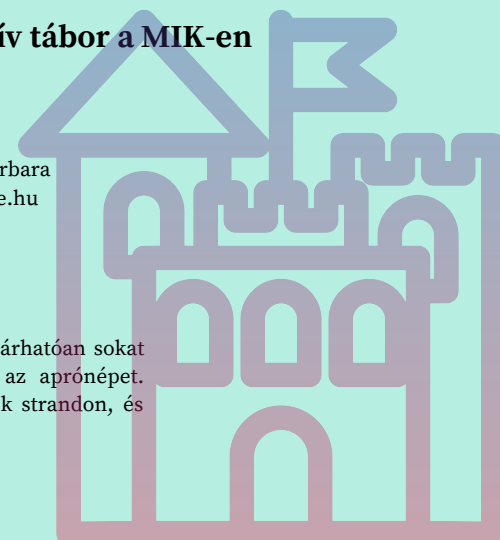 ív tábor a MIK-en
rbara
e.hu
árhatóan sokat
az aprónépet.
k strandon, és